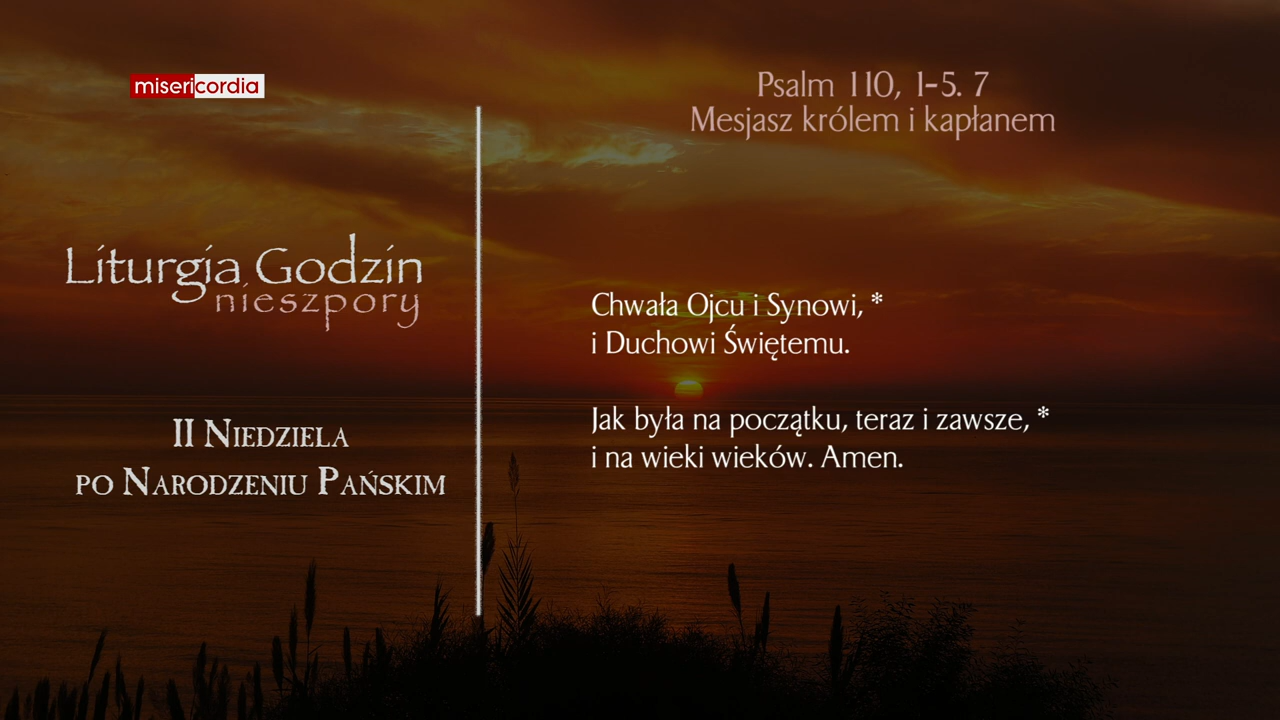 misericordia
Psalm 110, 1-5. 7
Mesjasz królem i kapłanem
Liturgia Godzin
nieszpory
II Niedziela
po Narodzeniu Pańskim
Chwała Ojcu i Synowi, *
i Duchowi Świętemu.
Jak była na początku, teraz i zawsze, *
i na wieki wieków. Amen.